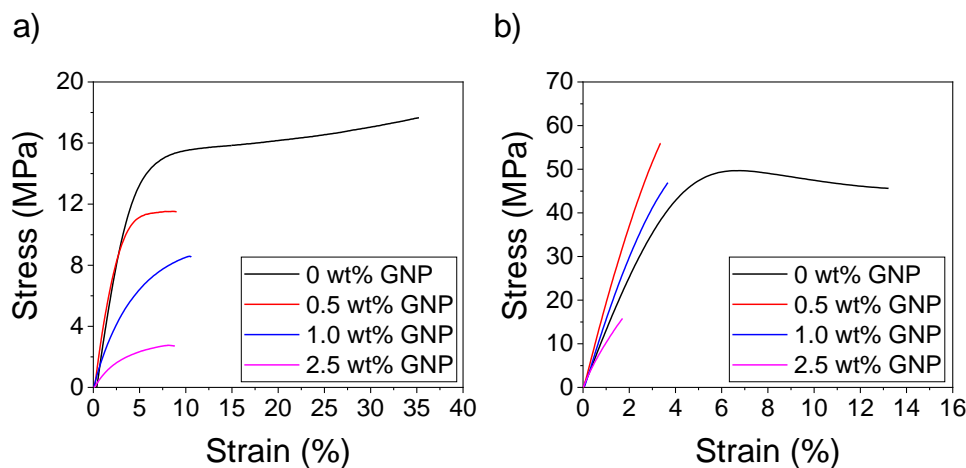 a)
20
16
12
8
4
0
Stress (MPa)
0 wt% GNP
0.5 wt% GNP
1.0 wt% GNP
2.5 wt% GNP
0 5 10 15 20 25 30 35 40
Strain (%)
b)
70
60
50
40
30
20
10
0
Stress (MPa)
0 wt% GNP
0.5 wt% GNP
1.0 wt% GNP
2.5 wt% GNP
0 2 4 6 8 10 12 14 16
Strain (%)